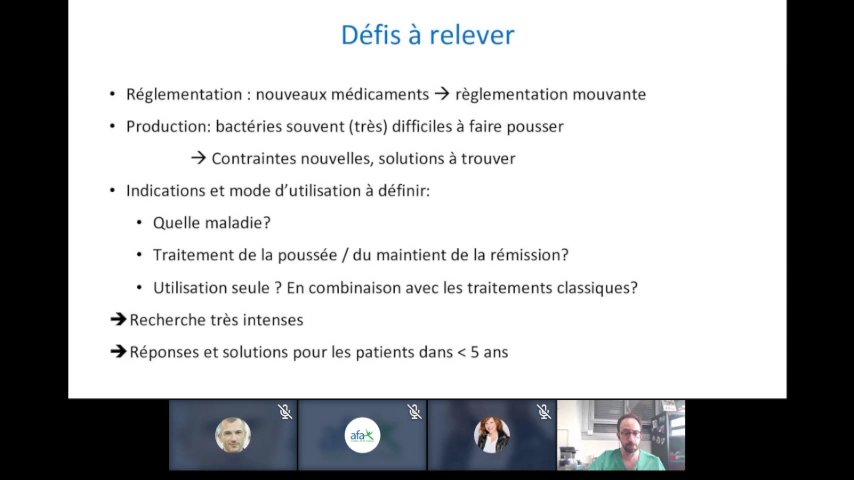 Défis à relever
• Réglementation : nouveaux médicaments → règlementation mouvante
• Production: bactéries souvent (très) difficiles à faire pousser
→ Contraintes nouvelles, solutions à trouver
• Indications et mode d'utilisation à définir:
• Quelle maladie?
• Traitement de la poussée / du maintient de la rémission?
• Utilisation seule ? En combinaison avec les traitements classiques?
➔ Recherche très intenses
➔ Réponses et solutions pour les patients dans < 5 ans
afa